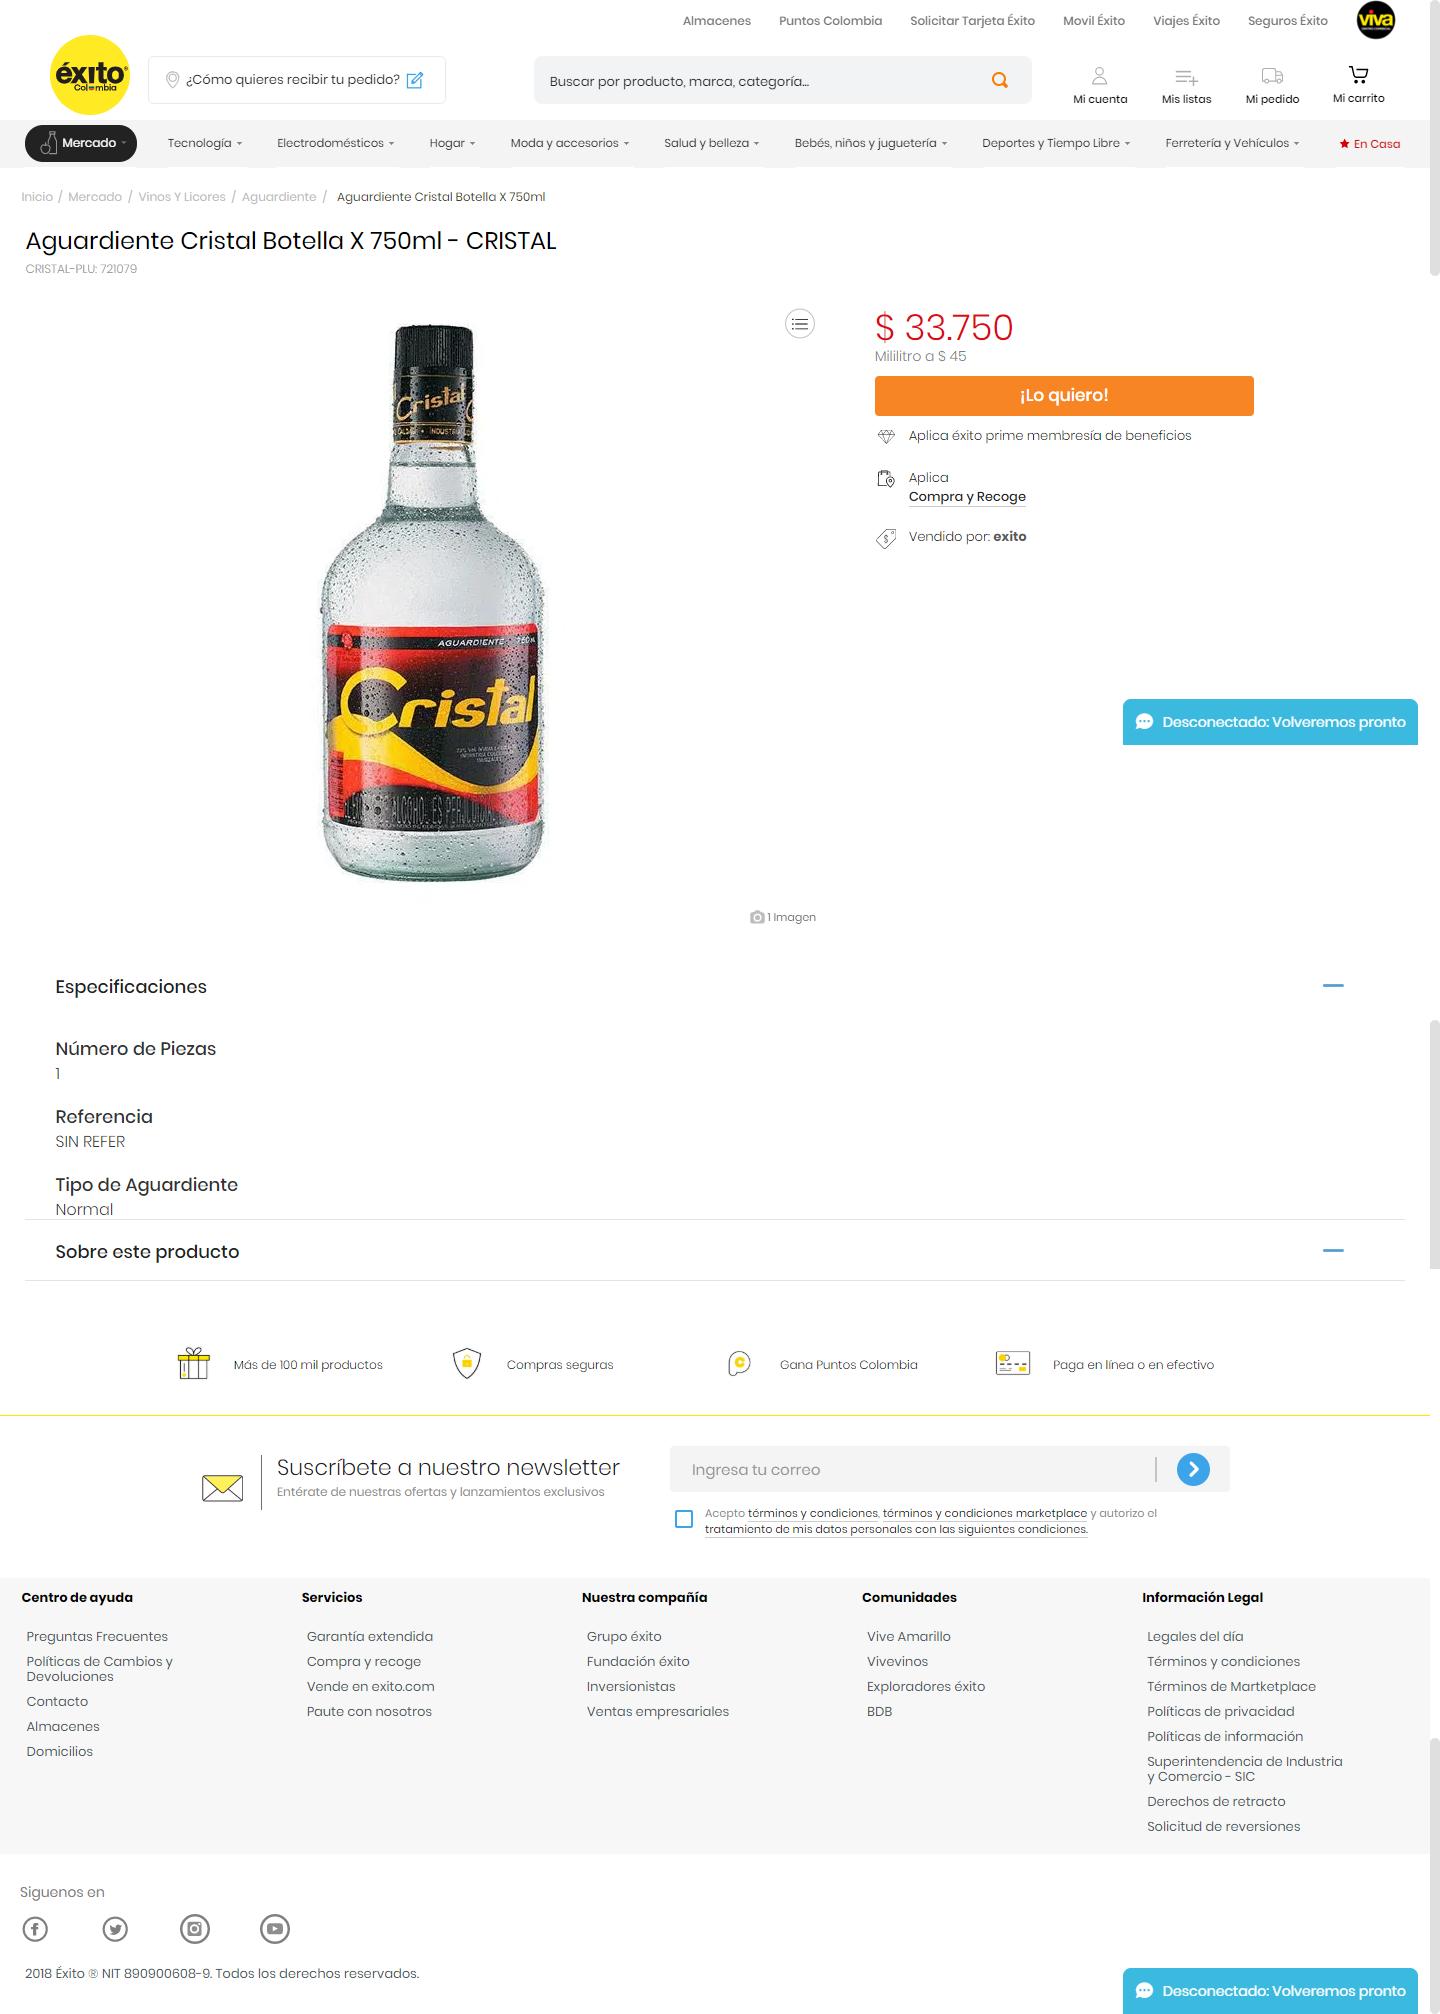 Almacenes Puntos Colombia Solicitar Tarjeta Éxito Movil Éxito Viajes Éxito Seguros Éxito viva
éxito
Colombia
¿Cómo quieres recibir tu pedido?
Buscar por producto, marca, categoría...
Mi cuenta Mis listas Mi pedido Mi carrito
Mercado Tecnología Electrodomésticos Hogar Moda y accesorios Salud y belleza Bebés, niños y juguetería Deportes y Tiempo Libre Ferretería y Vehículos En Casa
Inicio / Mercado / Vinos Y Licores / Aguardiente / Aguardiente Cristal Botella X 750ml
Aguardiente Cristal Botella X 750ml - CRISTAL
CRISTAL-PLU: 721079
Cristal
AGUARDIENTE 750ML
Cristal
$ 33.750
Mililitro a $ 45
¡Lo quiero!
Aplica éxito prime membresía de beneficios
Aplica
Compra y Recoge
Vendido por: exito
Desconectado: Volveremos pronto
1 Imagen
Especificaciones
Número de Piezas
1
Referencia
SIN REFER
Tipo de Aguardiente
Normal
Sobre este producto
Más de 100 mil productos
Compras seguras
Gana Puntos Colombia
Paga en línea o en efectivo
Suscríbete a nuestro newsletter
Entérate de nuestras ofertas y lanzamientos exclusivos
Ingresa tu correo
Acepto términos y condiciones, términos y condiciones marketplace y autorizo el
tratamiento de mis datos personales con las siguientes condiciones.
Centro de ayuda
Preguntas Frecuentes
Políticas de Cambios y
Devoluciones
Contacto
Almacenes
Domicilios
Servicios
Garantía extendida
Compra y recoge
Vende en exito.com
Paute con nosotros
Nuestra compañía
Grupo éxito
Fundación éxito
Inversionistas
Ventas empresariales
Comunidades
Vive Amarillo
Vivevinos
Exploradores éxito
BDB
Información Legal
Legales del día
Términos y condiciones
Términos de Martketplace
Políticas de privacidad
Políticas de información
Superintendencia de Industria
y Comercio - SIC
Derechos de retracto
Solicitud de reversiones
Siguenos en
2018 Éxito ® NIT 890900608-9. Todos los derechos reservados.
Desconectado: Volveremos pronto